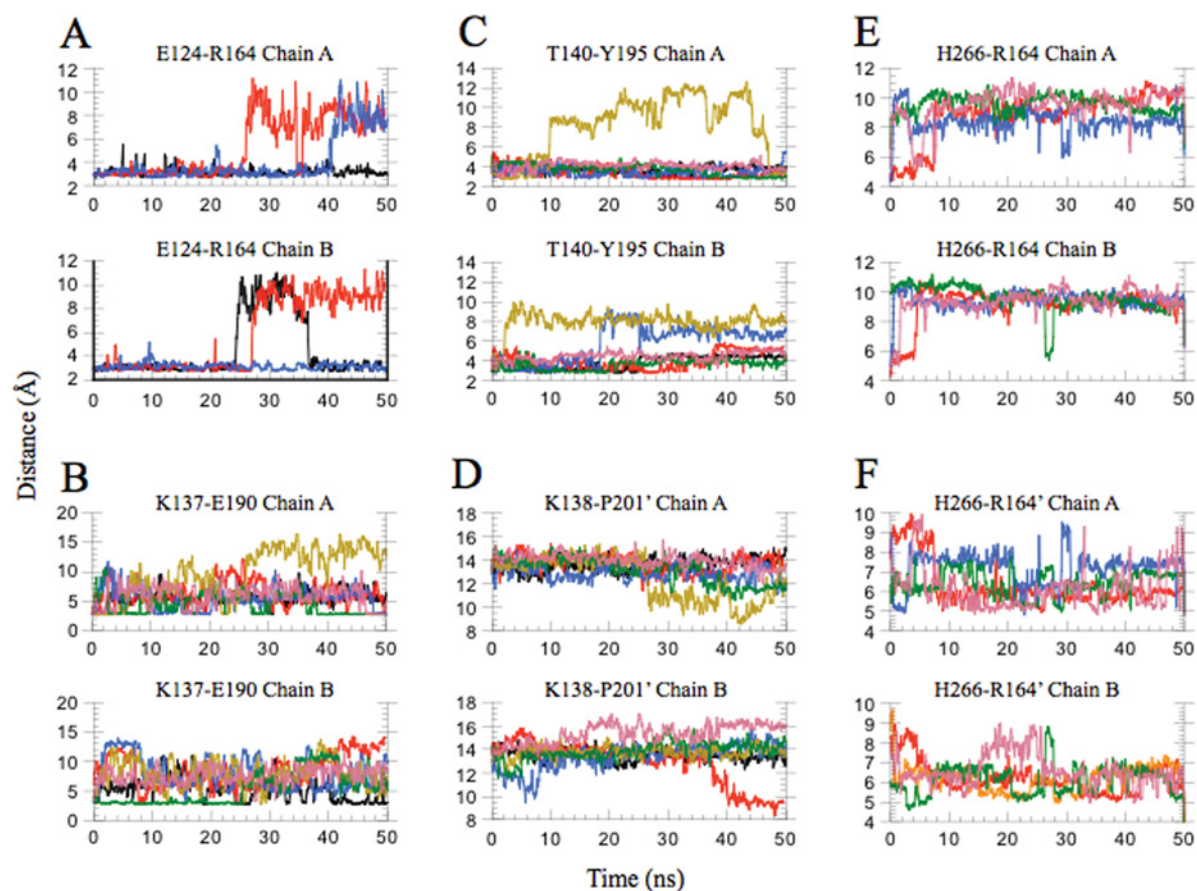 A
E124-R164 Chain A
12
10
8
6
4
2
0 10 20 30 40 50
E124-R164 Chain B
12
10
8
6
4
2
0 10 20 30 40 50
B
K137-E190 Chain A
20
15
10
5
0
0 10 20 30 40 50
K137-E190 Chain B
20
15
10
5
0
0 10 20 30 40 50
C
T140-Y195 Chain A
14
12
10
8
6
4
2
0 10 20 30 40 50
T140-Y195 Chain B
14
12
10
8
6
4
2
0 10 20 30 40 50
D
K138-P201’ Chain A
18
16
14
12
10
8
0 10 20 30 40 50
K138-P201’ Chain B
18
16
14
12
10
8
0 10 20 30 40 50
E
H266-R164 Chain A
12
10
8
6
4
0 10 20 30 40 50
H266-R164 Chain B
12
10
8
6
4
0 10 20 30 40 50
F
H266-R164’ Chain A
10
9
8
7
6
5
4
0 10 20 30 40 50
H266-R164’ Chain B
10
9
8
7
6
5
4
0 10 20 30 40 50
Distance (Å)
Time (ns)